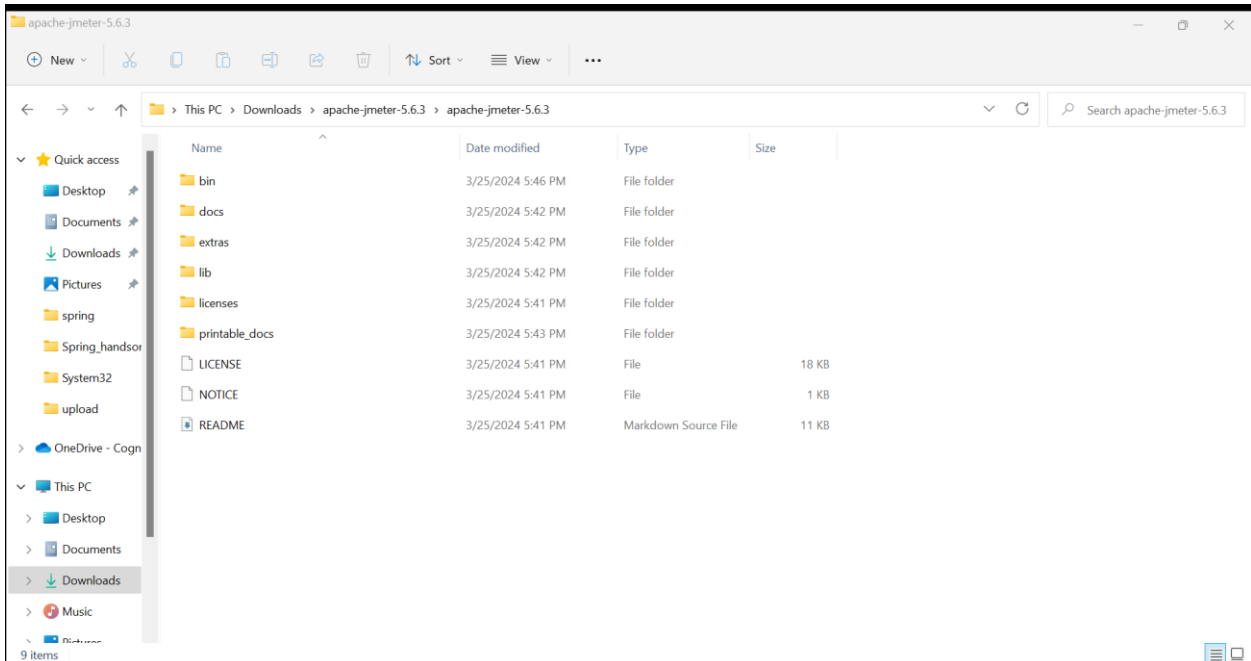 apache-jmeter-5.6.3
New Sort View
This PC > Downloads > apache-jmeter-5.6.3 > apache-jmeter-5.6.3 Search apache-jmeter-5.6.3
Name Date modified Type Size
Quick access
Desktop
Documents
Downloads
Pictures
spring
Spring_handsor
System32
upload
OneDrive - Cogn
This PC
Desktop
Documents
Downloads
Music
Pictures
bin 3/25/2024 5:46 PM File folder
docs 3/25/2024 5:42 PM File folder
extras 3/25/2024 5:42 PM File folder
lib 3/25/2024 5:42 PM File folder
licenses 3/25/2024 5:41 PM File folder
printable_docs 3/25/2024 5:43 PM File folder
LICENSE 3/25/2024 5:41 PM File 18 KB
NOTICE 3/25/2024 5:41 PM File 1 KB
README 3/25/2024 5:41 PM Markdown Source File 11 KB
9 items